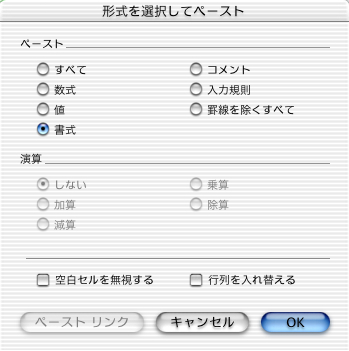 形式を選択してペースト
ペースト
すべて
コメント
数式
入力規則
値
罫線を除くすべて
書式
演算
しない
乗算
加算
除算
減算
空白セルを無視する
行列を入れ替える
ペースト リンク
キャンセル
OK